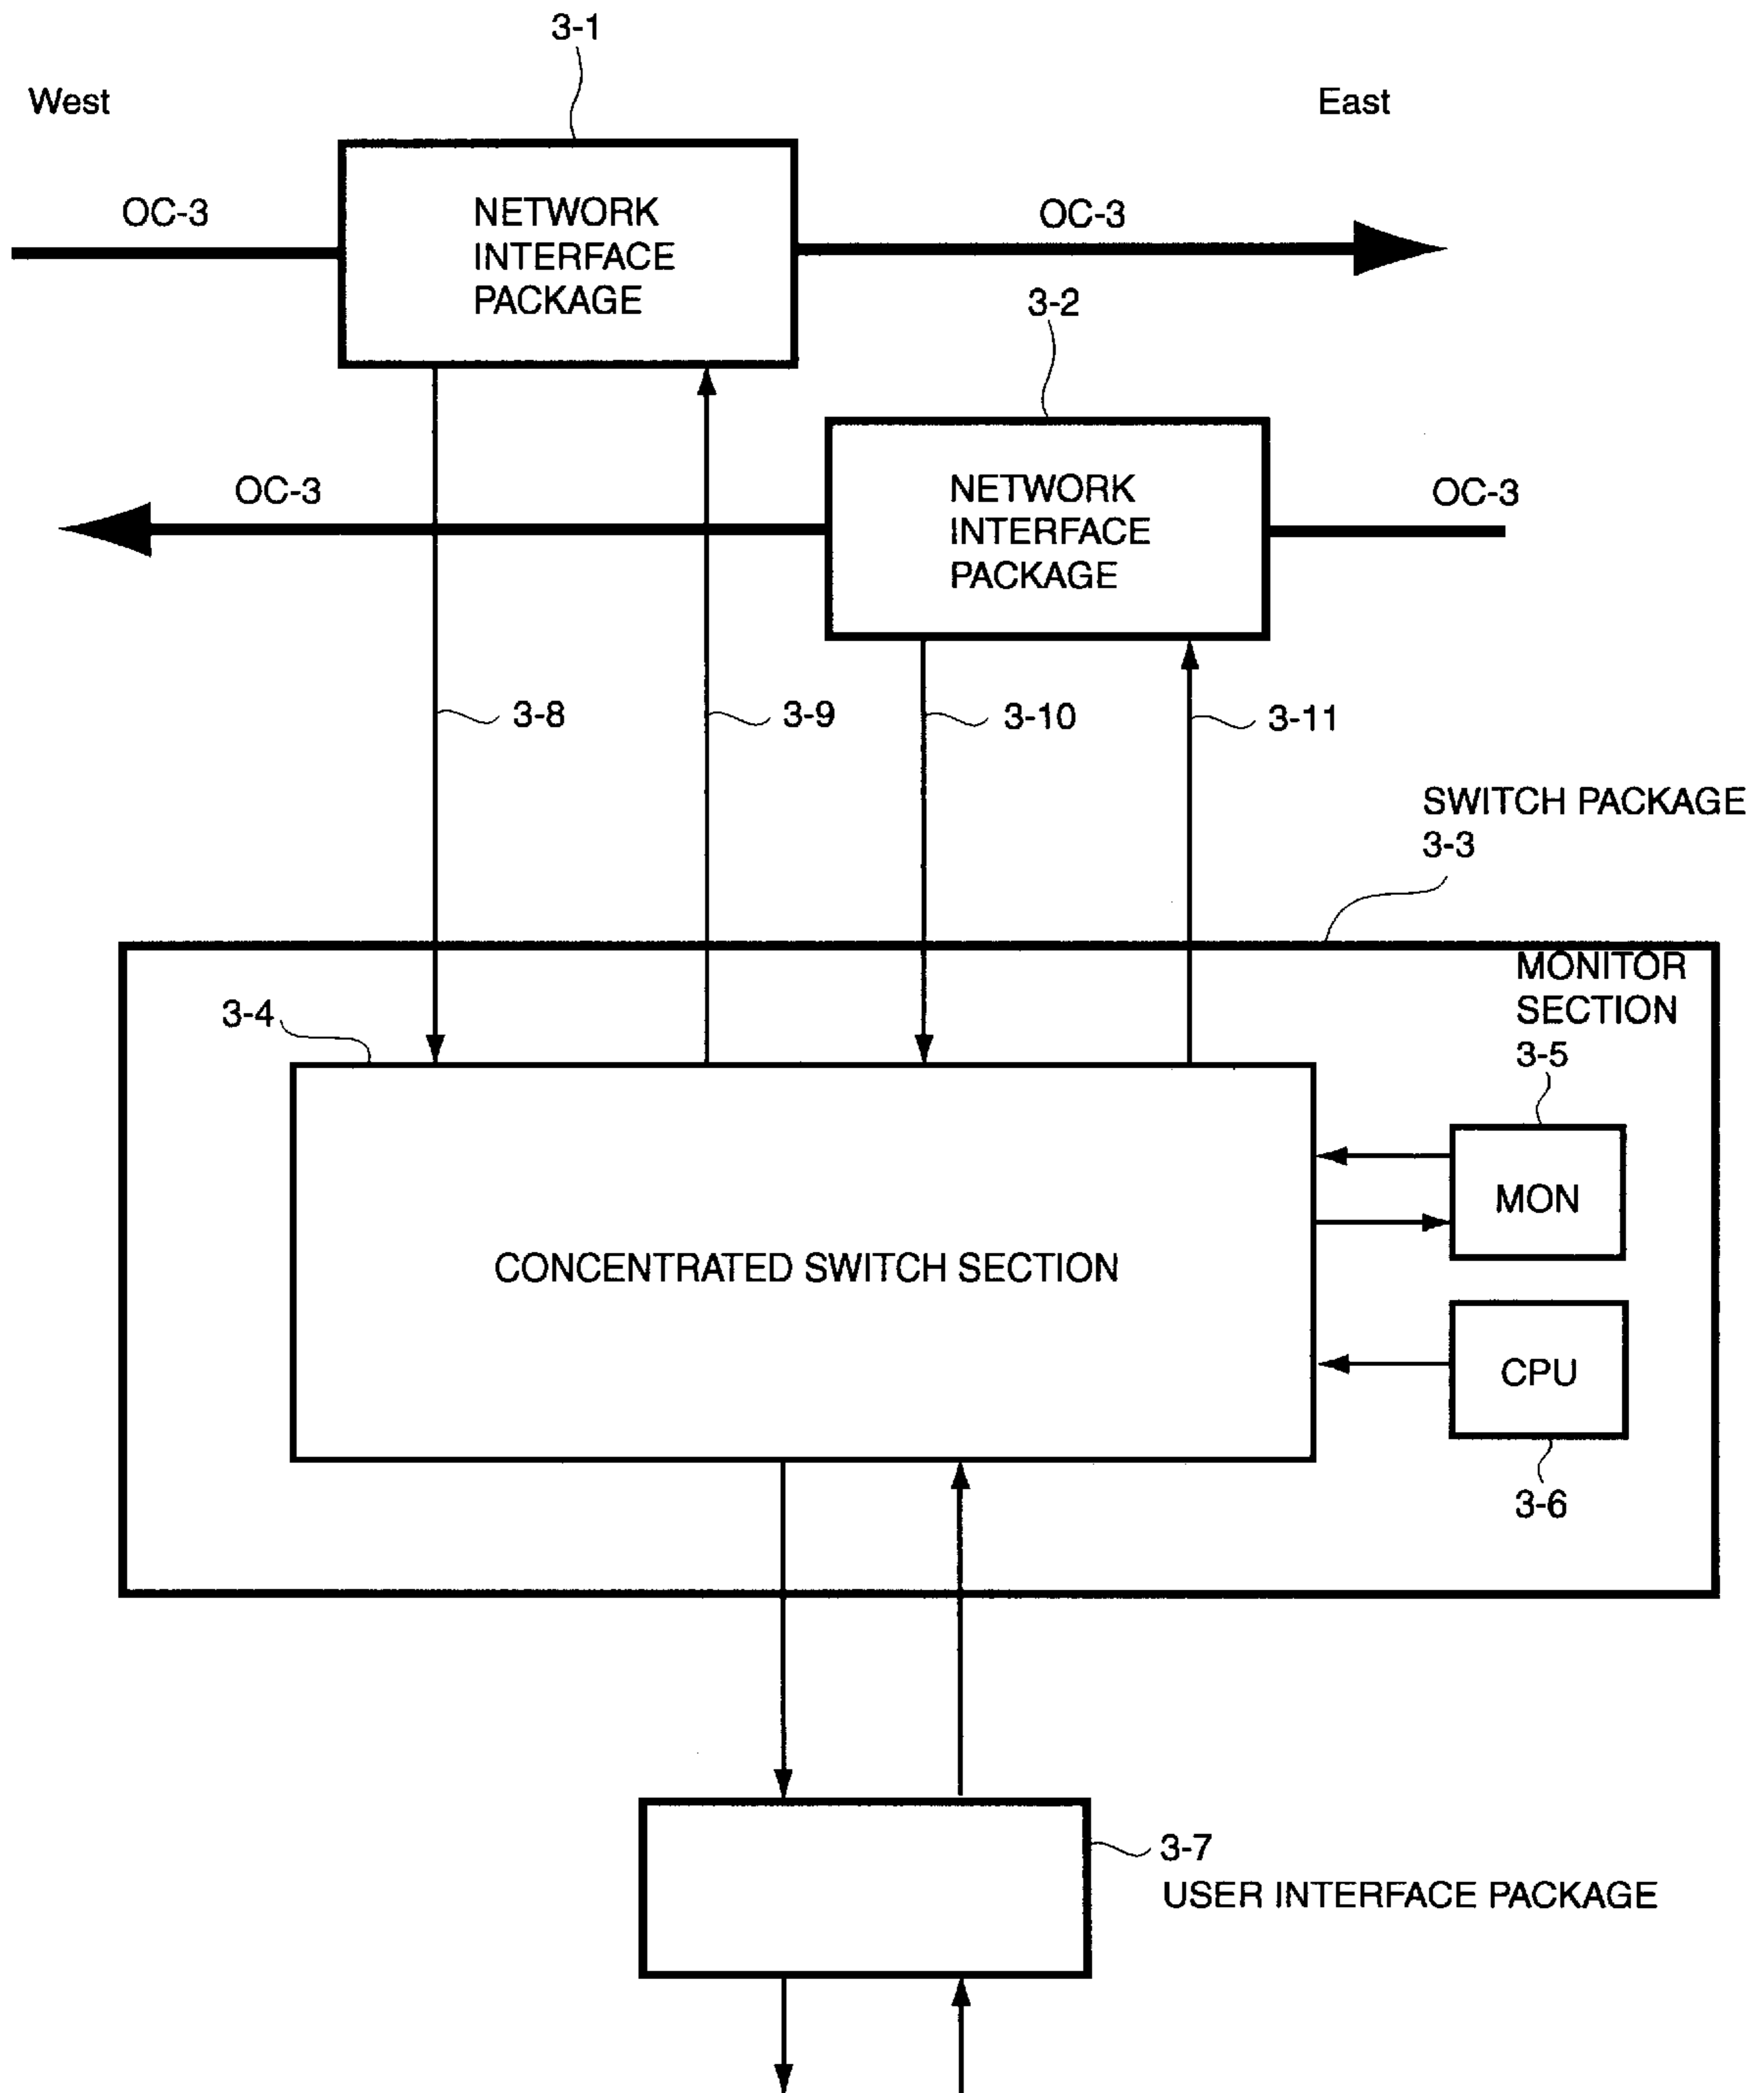 3-1
West
East
OC-3
NETWORK
INTERFACE
PACKAGE
OC-3
3-2
OC-3
NETWORK
INTERFACE
PACKAGE
OC-3
3-8
3-9
3-10
3-11
SWITCH PACKAGE
3-3
MONITOR
SECTION
3-5
3-4
MON
CONCENTRATED SWITCH SECTION
CPU
3-6
3-7
USER INTERFACE PACKAGE